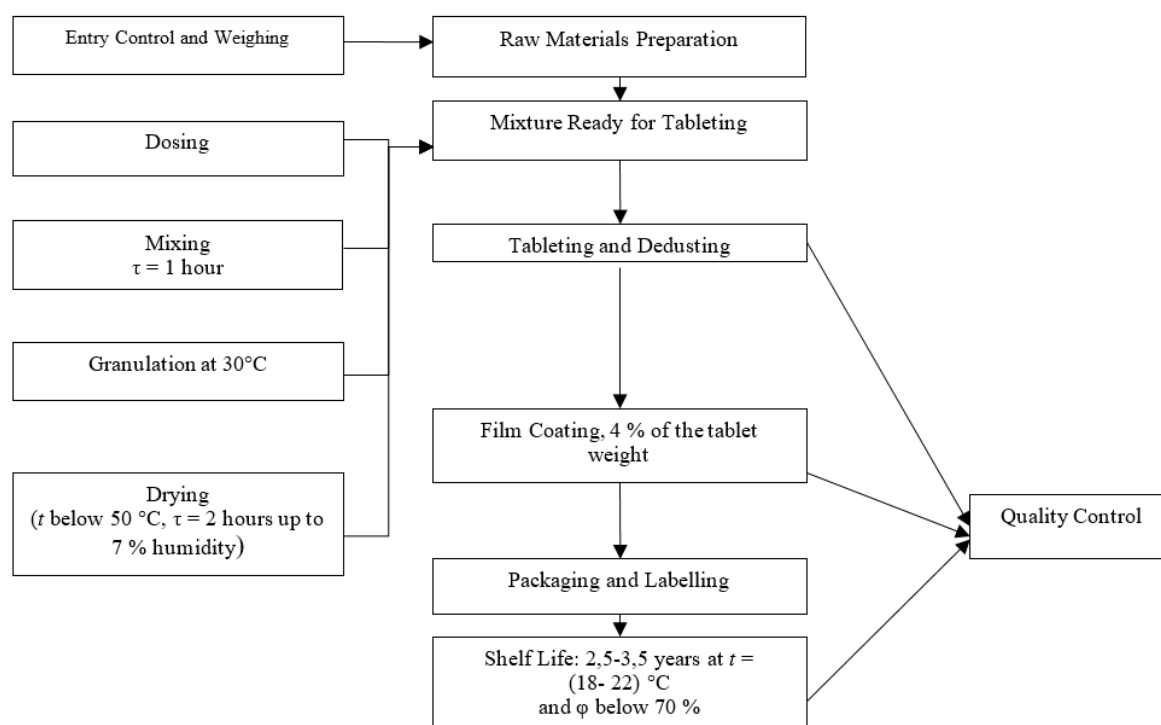 Entry Control and Weighing
Raw Materials Preparation
Mixture Ready for Tableting
Dosing
Mixing
τ = 1 hour
Tableting and Dedusting
Granulation at 30°C
Film Coating, 4 % of the tablet
weight
Drying
(t below 50 °C, τ = 2 hours up to
7 % humidity)
Quality Control
Packaging and Labelling
Shelf Life: 2,5-3,5 years at t =
(18- 22) °C
and φ below 70 %